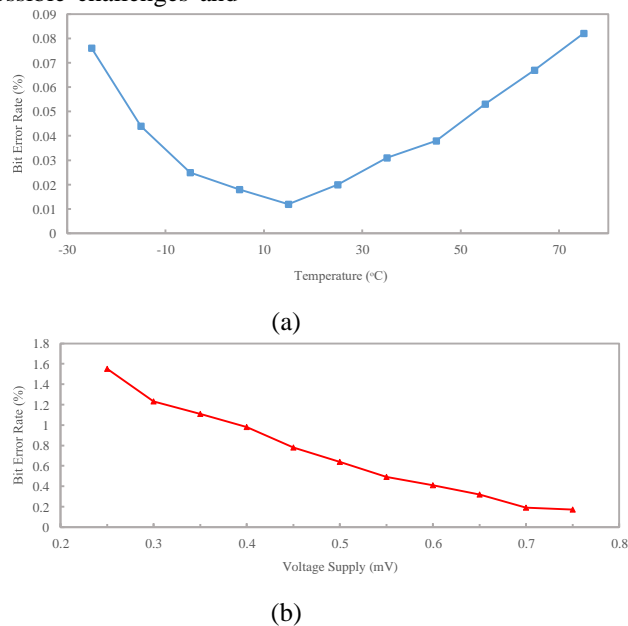 ssible challenges and
0.09
0.08
0.07
0.06
0.05
0.04
0.03
0.02
0.01
0
Bit Error Rate (%)
-30 -10 10 30 50 70
Temperature (°C)
(a)
1.8
1.6
1.4
1.2
1
0.8
0.6
0.4
0.2
0
Bit Error Rate (%)
0.2 0.3 0.4 0.5 0.6 0.7 0.8
Voltage Supply (mV)
(b)